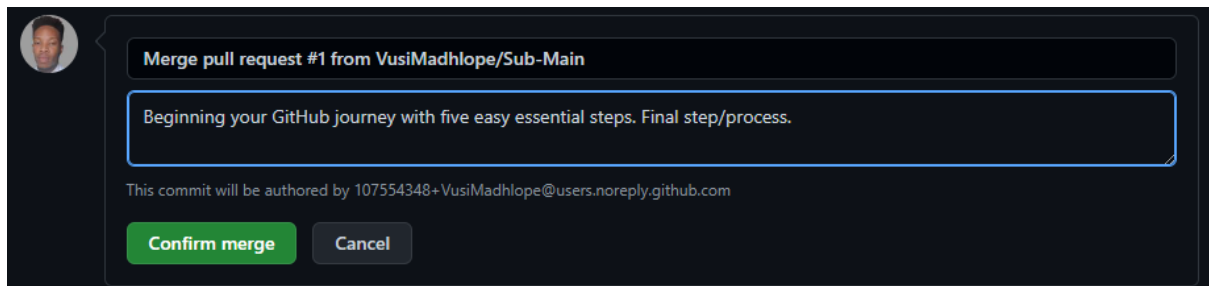 Merge pull request #1 from VusiMadhlope/Sub-Main
Beginning your GitHub journey with five easy essential steps. Final step/process.
This commit will be authored by 107554348+VusiMadhlope@users.noreply.github.com
Confirm merge
Cancel